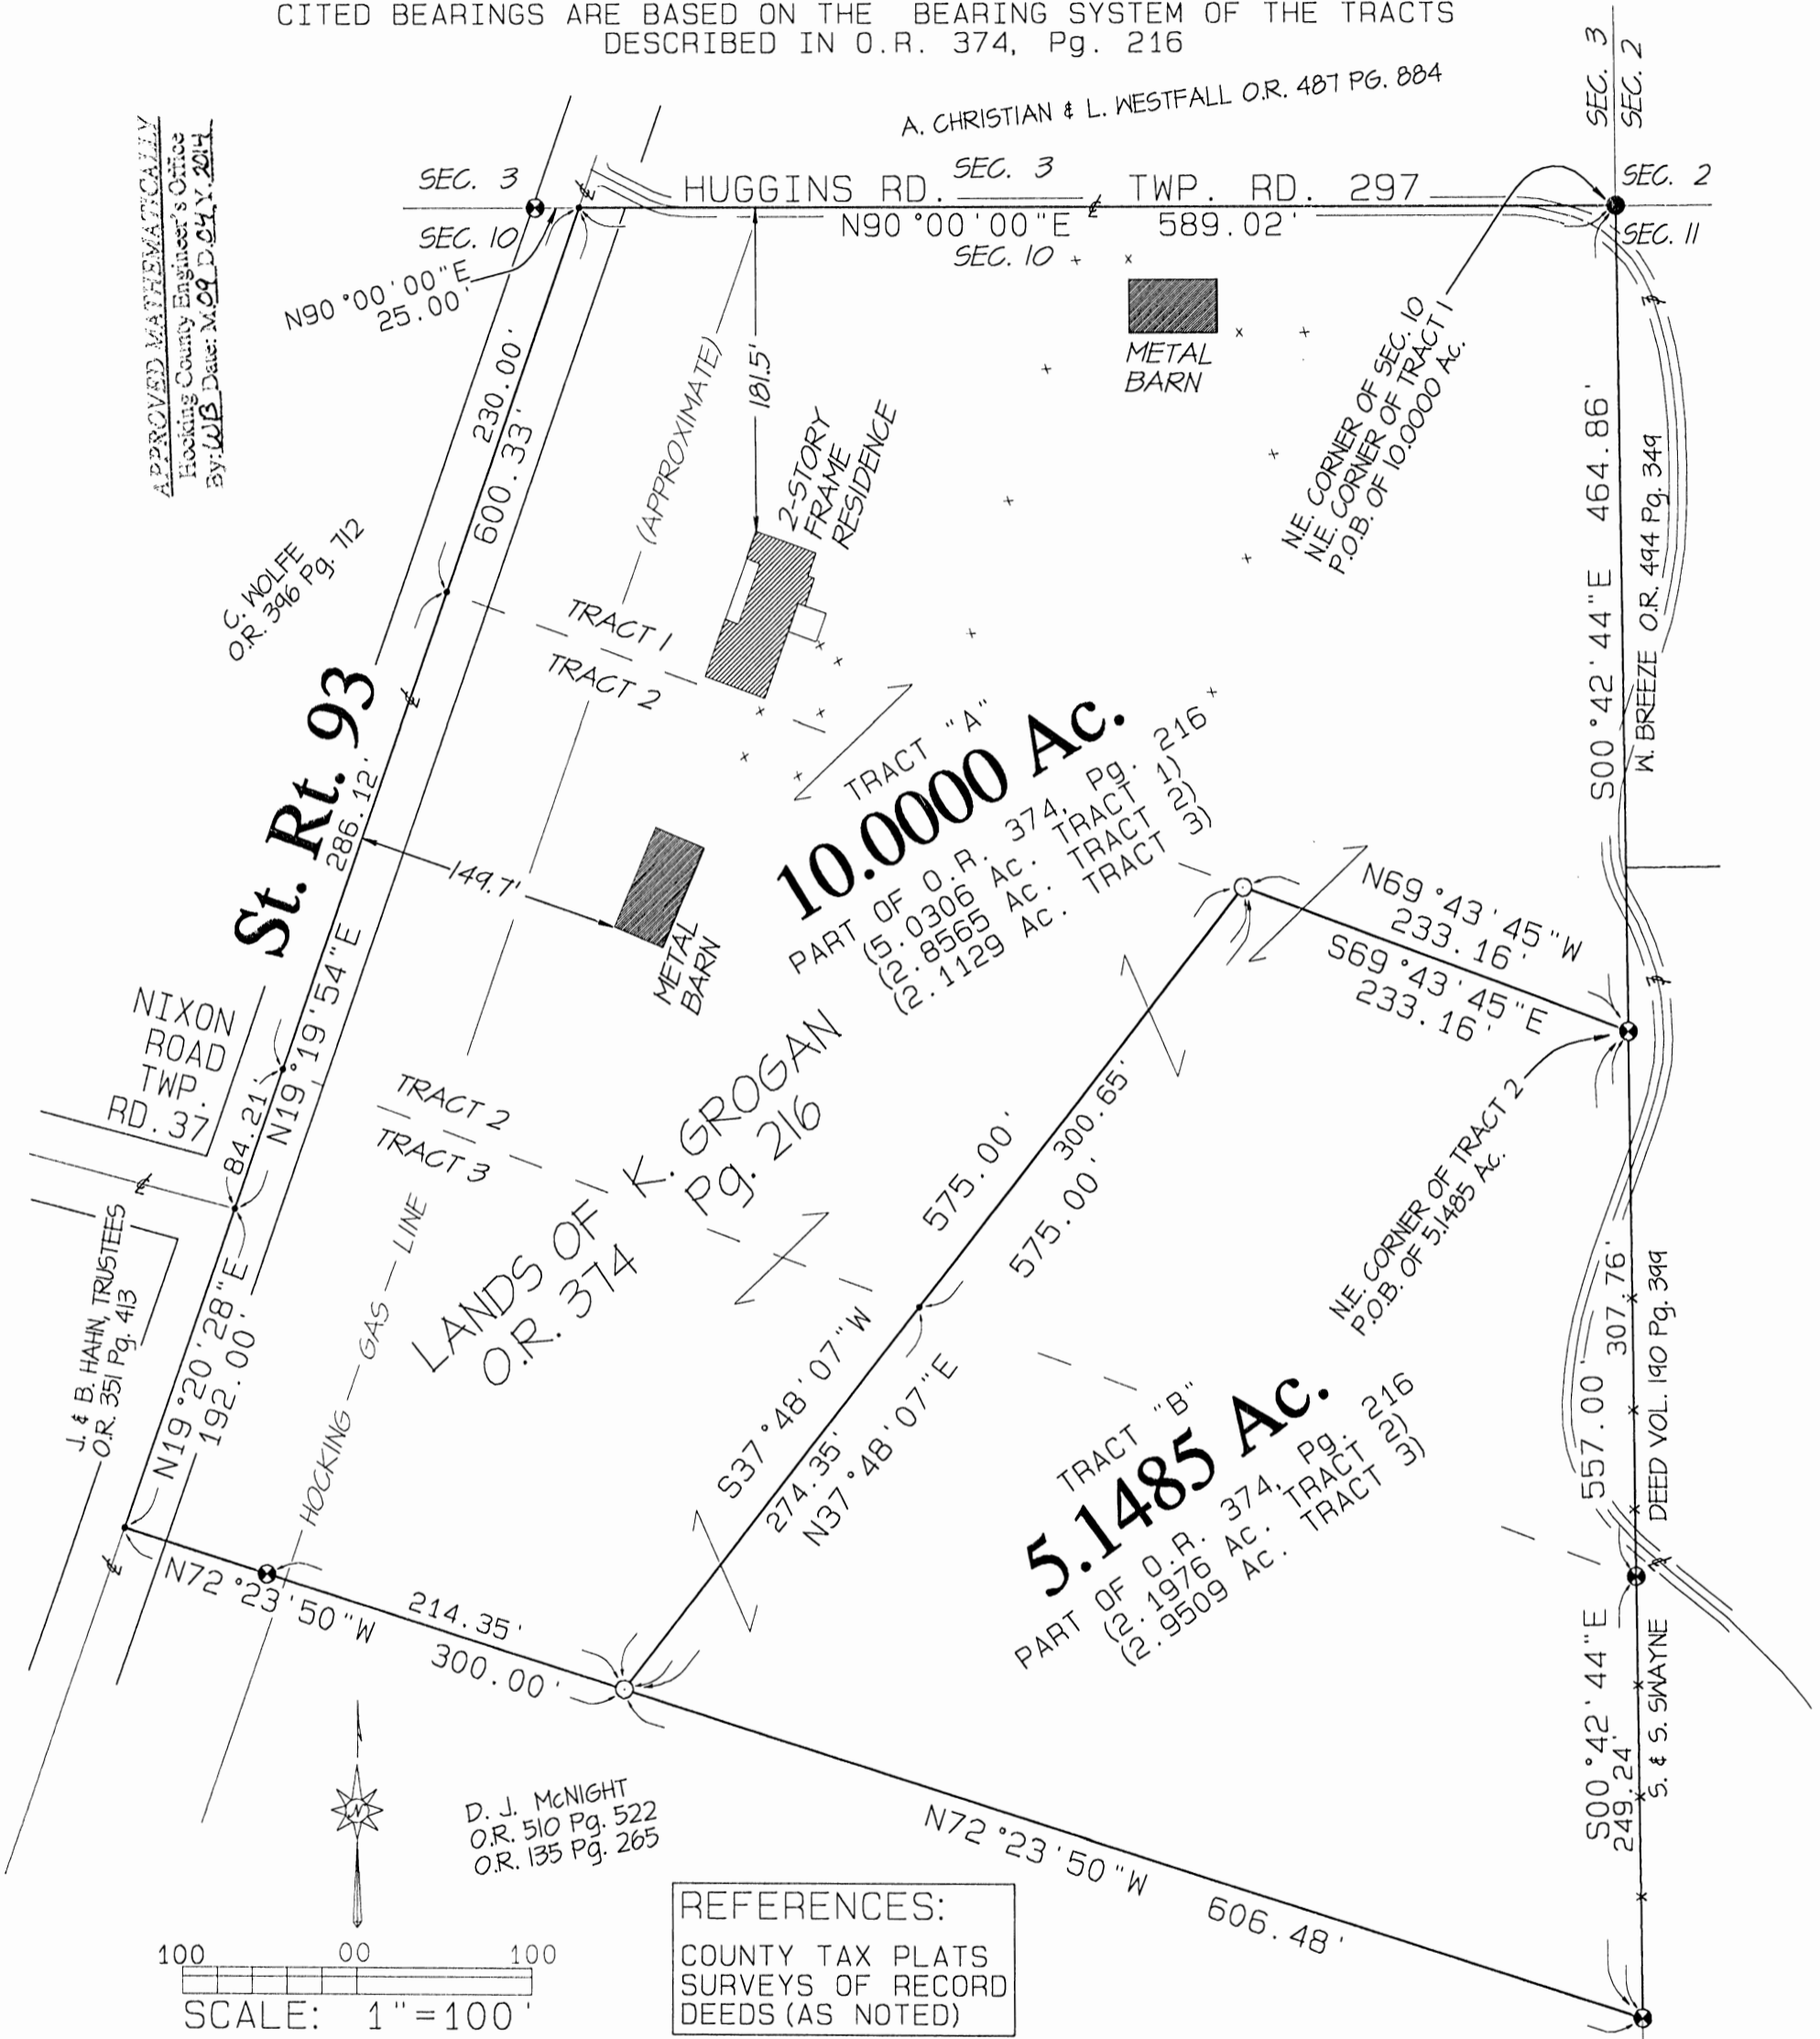 CITED BEARINGS ARE BASED ON THE BEARING SYSTEM OF THE TRACTS
DESCRIBED IN O.R. 374, Pg. 216
A. CHRISTIAN & L. WESTFALL O.R. 487 PG. 884
SEC. 3
SEC. 2
APPROVED MATHEMATICALLY
Hocking County Engineer's Office
By: WB Date: M.09 D.04 Y.2014
SEC. 3
SEC. 10
HUGGINS RD.
SEC. 3
SEC. 10
℄
TWP. RD. 297
N90°00'00"E
589.02'
SEC. 2
SEC. 11
N90°00'00"E
25.00'
230.00'
600.33'
(APPROXIMATE)
181.5'
METAL
BARN
2-STORY
FRAME
RESIDENCE
N.E. CORNER OF SEC. 10
N.E. CORNER OF TRACT 1
P.O.B. OF 10.0000 Ac.
S00°42'44"E 464.86'
W. BREEZE O.R. 494 Pg. 349
C. WOLFE
O.R. 396 Pg. 712
TRACT 1
TRACT 2
St. Rt. 93
286.12'
N19°19'54"E
149.7'
METAL
BARN
TRACT "A"
10.0000 Ac.
PART OF O.R. 374, Pg. 216
(5.0306 AC. TRACT 1)
(2.8565 AC. TRACT 2)
(2.1129 AC. TRACT 3)
N69°43'45"W
233.16'
S69°43'45"E
233.16'
NIXON
ROAD
TWP.
RD. 37
84.21'
TRACT 2
TRACT 3
LANDS OF K. GROGAN
O.R. 374 Pg. 216
575.00'
300.65'
575.00'
N.E. CORNER OF TRACT 2
P.O.B. OF 5.1485 Ac.
J. & B. HAHN, TRUSTEES
O.R. 351 Pg. 413
N19°20'28"E
192.00'
HOCKING GAS LINE
S37°48'07"W
274.35'
N37°48'07"E
TRACT "B"
5.1485 Ac.
PART OF O.R. 374, Pg. 216
(2.1976 AC. TRACT 2)
(2.9509 AC. TRACT 3)
557.00'
307.76'
S. & S. SWAYNE DEED VOL. 190 Pg. 399
S00°42'44"E
249.24'
N72°23'50"W
214.35'
300.00'
N
D. J. McNIGHT
O.R. 510 Pg. 522
O.R. 135 Pg. 265
N72°23'50"W 606.48'
REFERENCES:
COUNTY TAX PLATS
SURVEYS OF RECORD
DEEDS (AS NOTED)
100 00 100
SCALE: 1"=100'